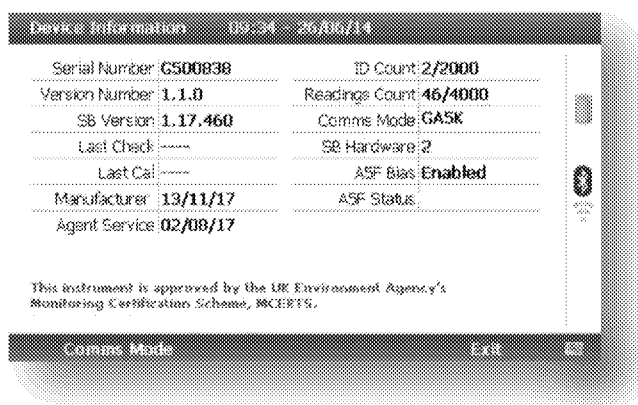 Device Information 09:34 - 26/06/14
Serial Number G500838
Version Number 1.1.0
SB Version 1.17.460
Last Check -----
Last Cal -----
Manufacturer 13/11/17
Agent Service 02/08/17
ID Count 2/2000
Readings Count 46/4000
Comms Mode GASK
SB Hardware 2
ASF Bias Enabled
ASF Status
This instrument is approved by the UK Environment Agency's
Monitoring Certification Scheme, MCERTS.
Comms Mode Exit